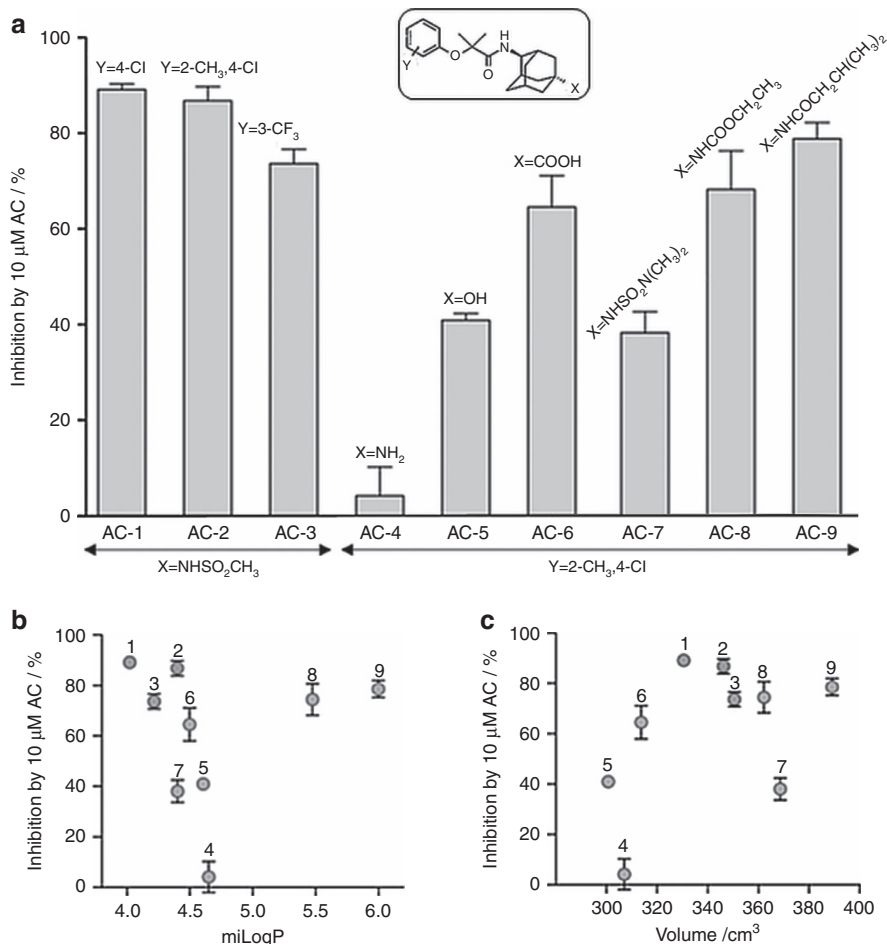 a
Inhibition by 10 μM AC / %
100
80
60
40
20
0
Y=4-Cl
Y=2-CH₃,4-Cl
Y=3-CF₃
X=NH₂
X=OH
X=COOH
X=NHSO₂N(CH₃)₂
X=NHCOOCH₂CH₃
X=NHCOCH₂CH(CH₃)₂
Y
O
O
H
N
X
AC-1 AC-2 AC-3 AC-4 AC-5 AC-6 AC-7 AC-8 AC-9
X=NHSO₂CH₃
Y=2-CH₃,4-Cl
b
Inhibition by 10 μM AC / %
100
80
60
40
20
0
1
2
3
6
7
5
4
8
9
4.0 4.5 5.0 5.5 6.0
miLogP
c
Inhibition by 10 μM AC / %
100
80
60
40
20
0
1
2
3
8
9
6
5
7
4
300 320 340 360 380 400
Volume /cm³